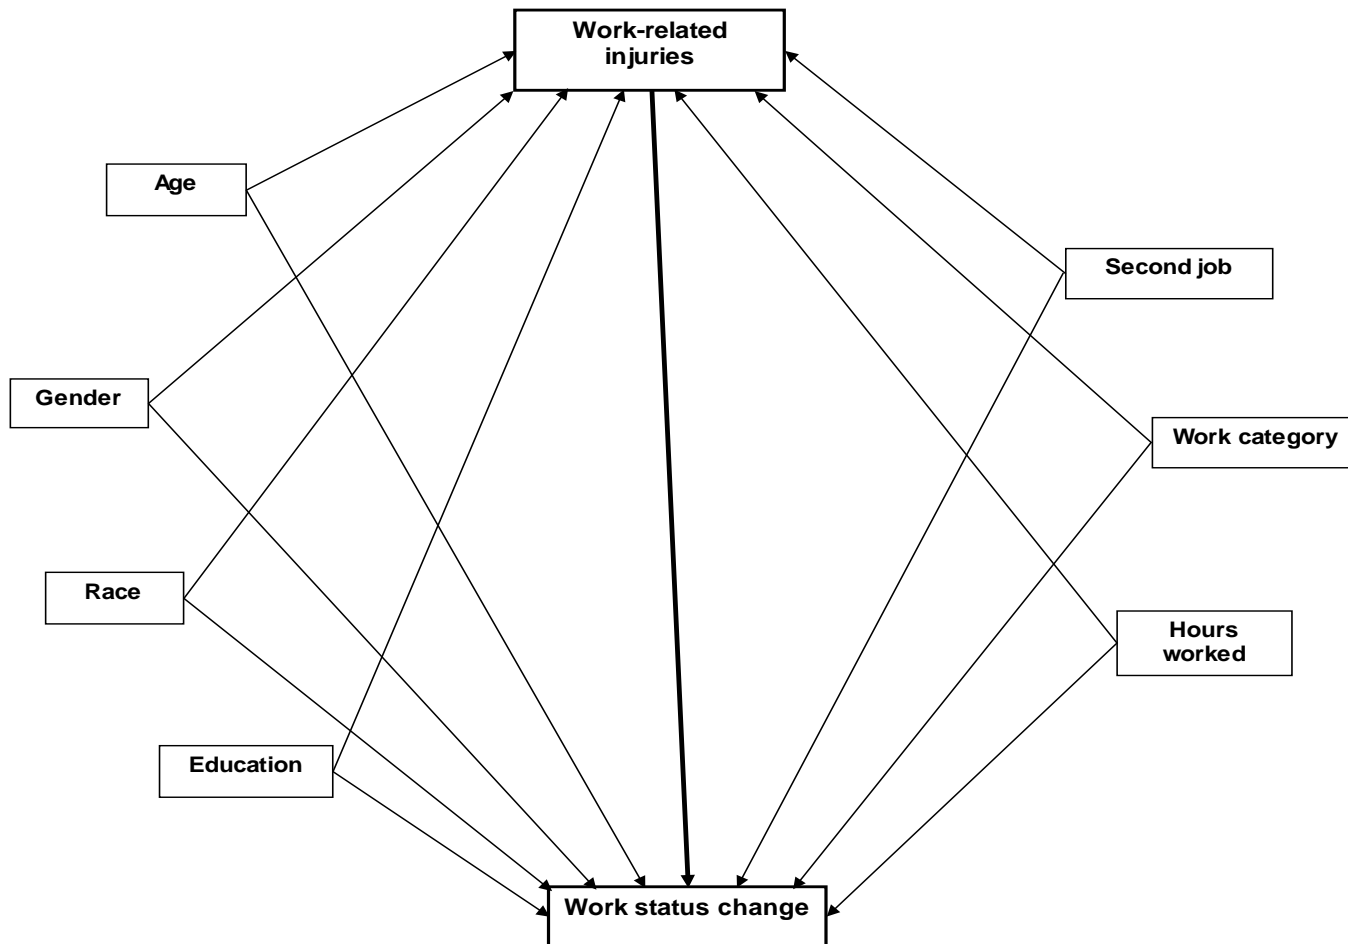 Work-related
injuries
Age
Second job
Gender
Work category
Race
Hours
worked
Education
Work status change